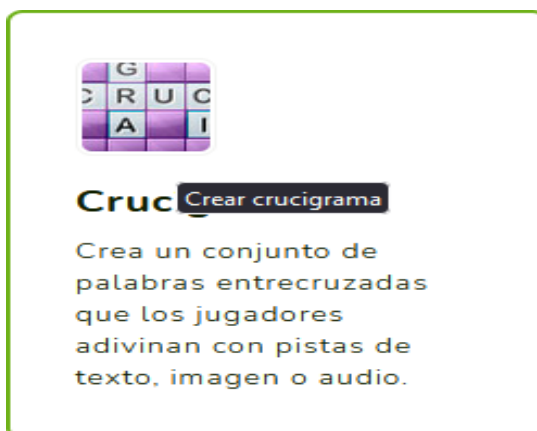 G
C R U C
A I
Cruc
Crear crucigrama
Crea un conjunto de
palabras entrecruzadas
que los jugadores
adivinan con pistas de
texto, imagen o audio.